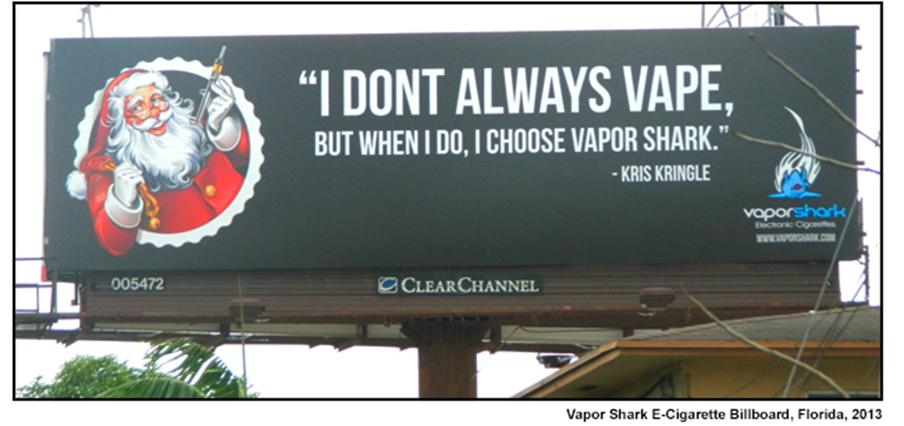 “I DONT ALWAYS VAPE,
BUT WHEN I DO, I CHOOSE VAPOR SHARK.”
- KRIS KRINGLE
vaporshark
Electronic Cigarettes
WWW.VAPORSHARK.COM
005472
CLEARCHANNEL
Vapor Shark E-Cigarette Billboard, Florida, 2013